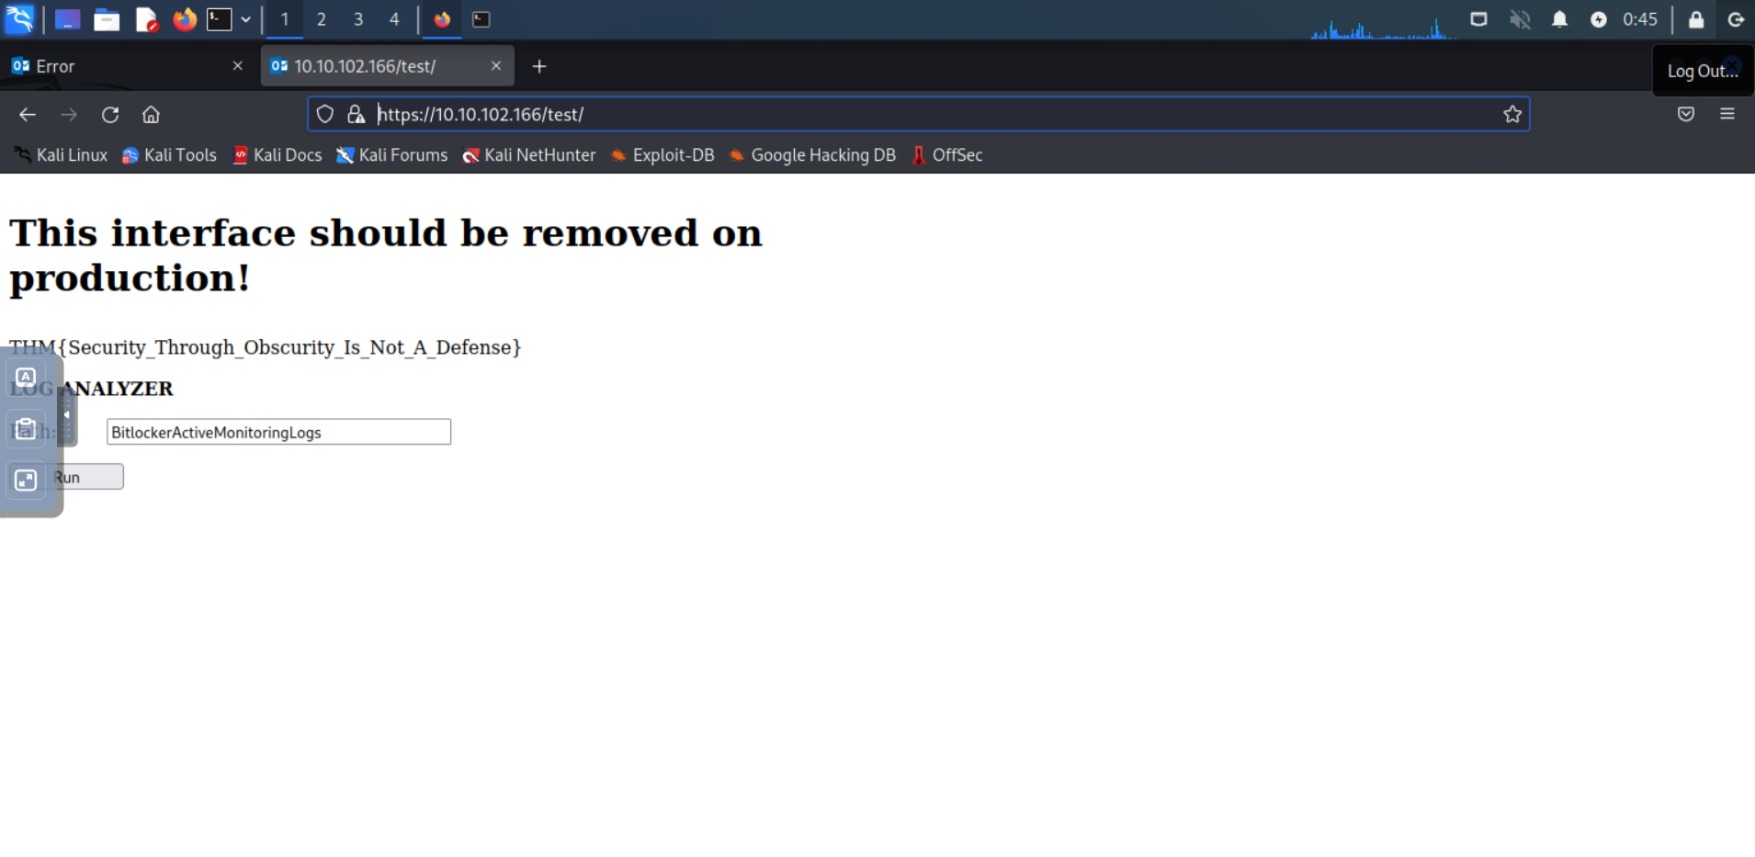 1 2 3 4 0:45
Error 10.10.102.166/test/
Log Out...
https://10.10.102.166/test/
Kali Linux Kali Tools Kali Docs Kali Forums Kali NetHunter Exploit-DB Google Hacking DB OffSec
This interface should be removed on
production!
THM{Security_Through_Obscurity_Is_Not_A_Defense}
LOG ANALYZER
Path: BitlockerActiveMonitoringLogs
Run